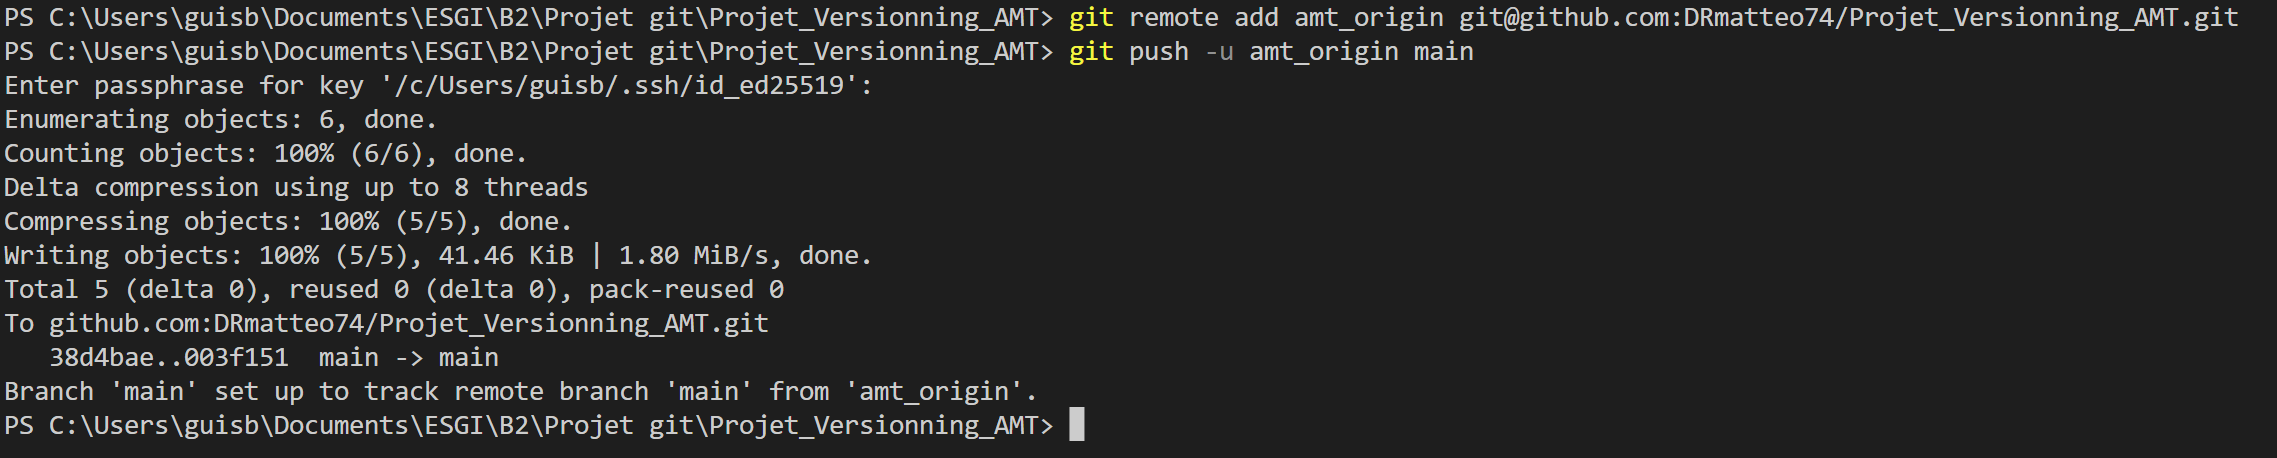 PS C:\Users\guisb\Documents\ESGI\B2\Projet git\Projet_Versionning_AMT> git remote add amt_origin git@github.com:DRmatteo74/Projet_Versionning_AMT.git
PS C:\Users\guisb\Documents\ESGI\B2\Projet git\Projet_Versionning_AMT> git push -u amt_origin main
Enter passphrase for key '/c/Users/guisb/.ssh/id_ed25519':
Enumerating objects: 6, done.
Counting objects: 100% (6/6), done.
Delta compression using up to 8 threads
Compressing objects: 100% (5/5), done.
Writing objects: 100% (5/5), 41.46 KiB | 1.80 MiB/s, done.
Total 5 (delta 0), reused 0 (delta 0), pack-reused 0
To github.com:DRmatteo74/Projet_Versionning_AMT.git
   38d4bae..003f151  main -> main
Branch 'main' set up to track remote branch 'main' from 'amt_origin'.
PS C:\Users\guisb\Documents\ESGI\B2\Projet git\Projet_Versionning_AMT>